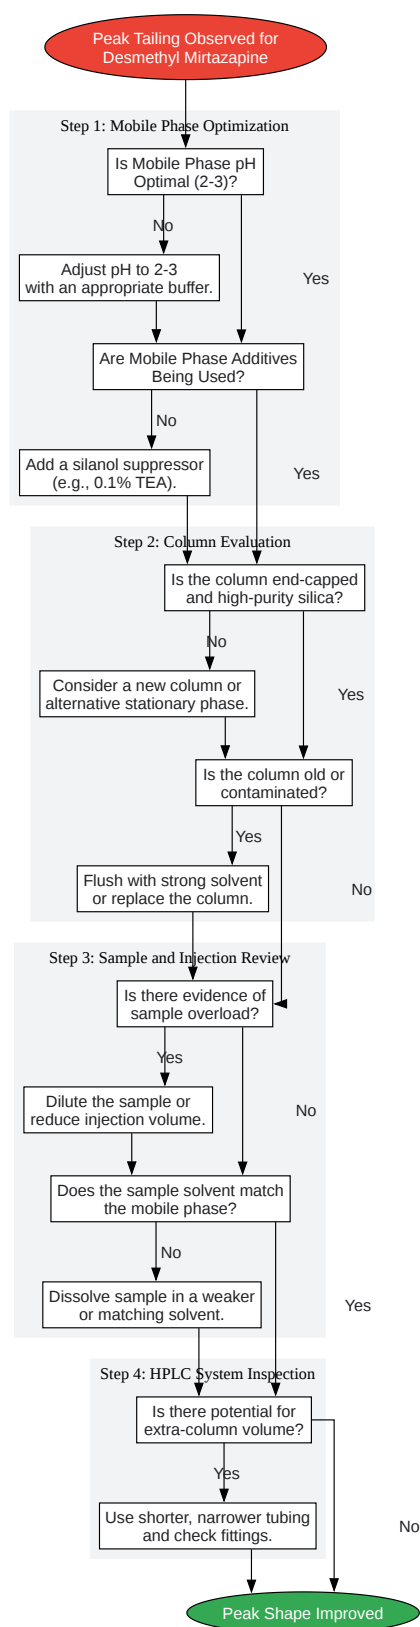 Peak Tailing Observed for
Desmethyl Mirtazapine
Step 1: Mobile Phase Optimization
Is Mobile Phase pH
Optimal (2-3)?
No
Adjust pH to 2-3
with an appropriate buffer.
Yes
Are Mobile Phase Additives
Being Used?
No
Add a silanol suppressor
(e.g., 0.1% TEA).
Yes
Step 2: Column Evaluation
Is the column end-capped
and high-purity silica?
No
Consider a new column or
alternative stationary phase.
Yes
Is the column old or
contaminated?
Yes
Flush with strong solvent
or replace the column.
No
Step 3: Sample and Injection Review
Is there evidence of
sample overload?
Yes
Dilute the sample or
reduce injection volume.
No
Does the sample solvent match
the mobile phase?
No
Dissolve sample in a weaker
or matching solvent.
Yes
Step 4: HPLC System Inspection
Is there potential for
extra-column volume?
Yes
Use shorter, narrower tubing
and check fittings.
No
Peak Shape Improved